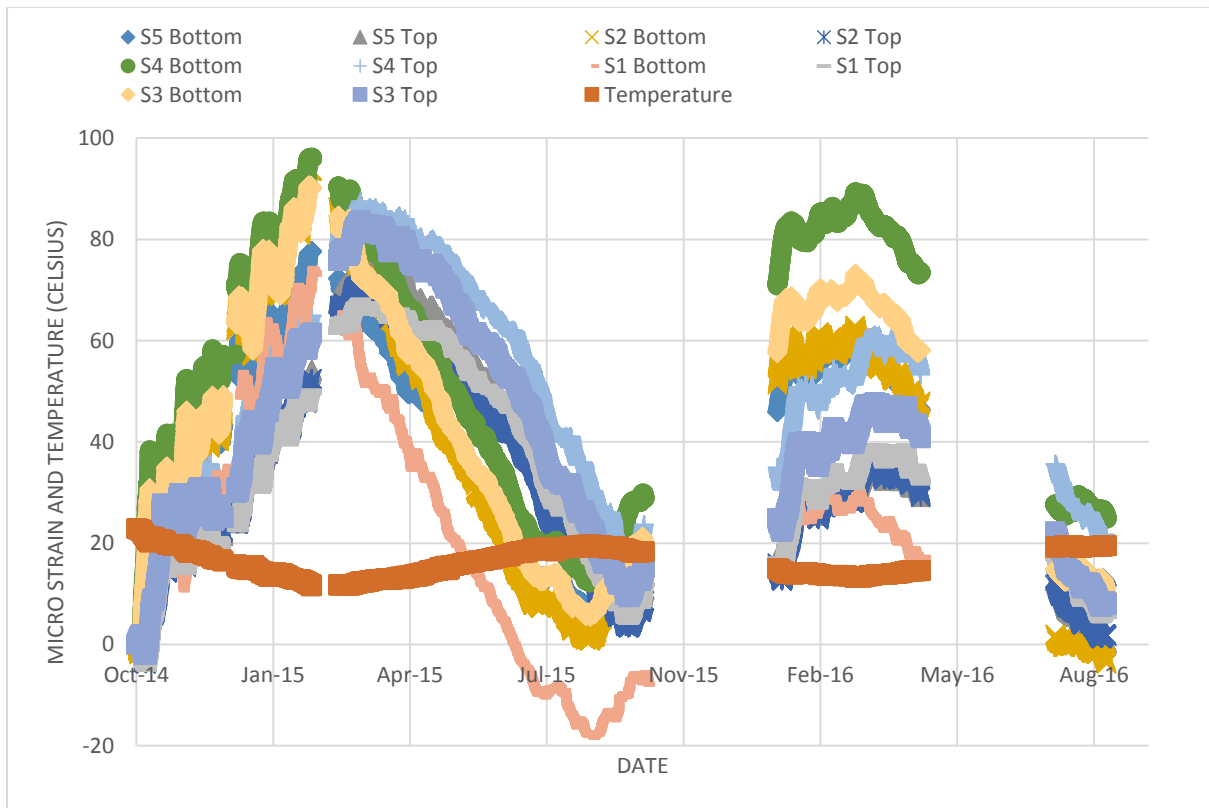 S5 Bottom S5 Top S2 Bottom S2 Top
S4 Bottom S4 Top S1 Bottom S1 Top
S3 Bottom S3 Top Temperature
MICRO STRAIN AND TEMPERATURE (CELSIUS)
100
80
60
40
20
0
-20
Oct-14 Jan-15 Apr-15 Jul-15 Nov-15 Feb-16 May-16 Aug-16
DATE